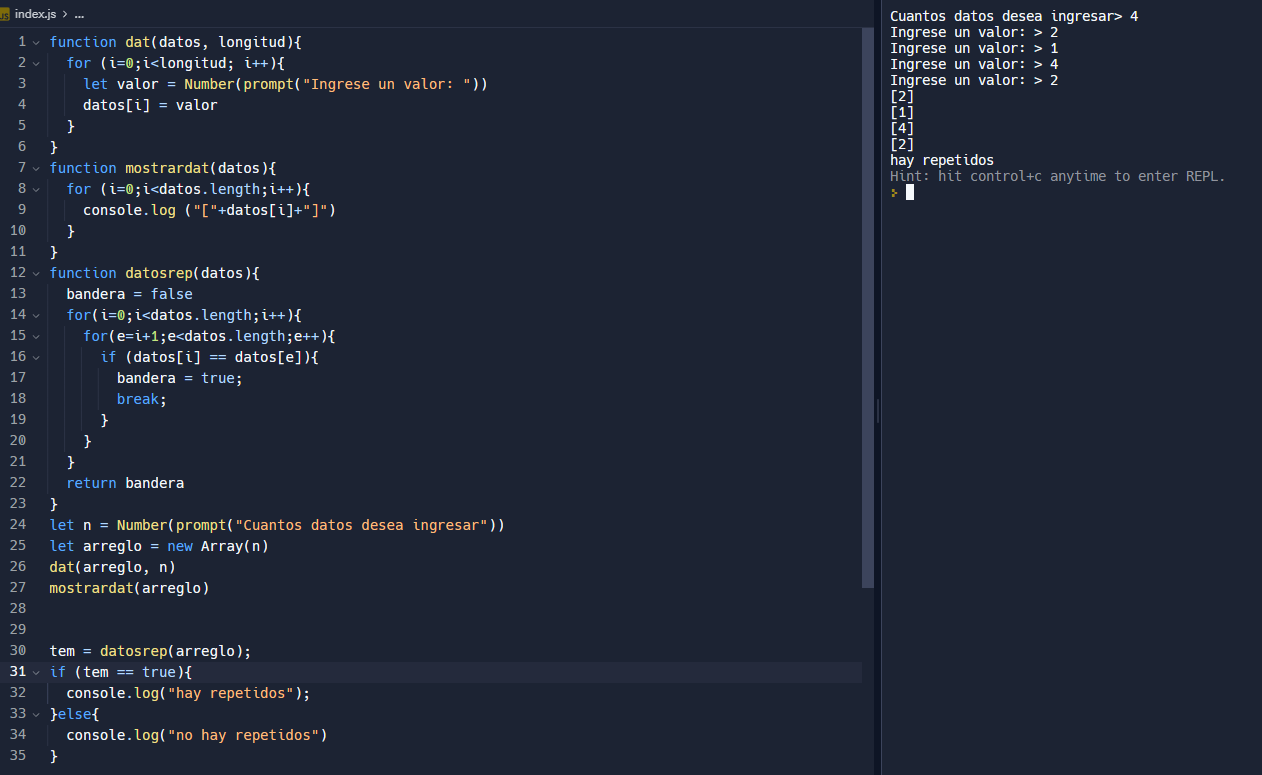 JS index.js > ...
1 function dat(datos, longitud){
2 for (i=0;i<longitud; i++){
3 let valor = Number(prompt("Ingrese un valor: "))
4 datos[i] = valor
5 }
6 }
7 function mostrardat(datos){
8 for (i=0;i<datos.length;i++){
9 console.log ("["+datos[i]+"]")
10 }
11 }
12 function datosrep(datos){
13 bandera = false
14 for(i=0;i<datos.length;i++){
15 for(e=i+1;e<datos.length;e++){
16 if (datos[i] == datos[e]){
17 bandera = true;
18 break;
19 }
20 }
21 }
22 return bandera
23 }
24 let n = Number(prompt("Cuantos datos desea ingresar"))
25 let arreglo = new Array(n)
26 dat(arreglo, n)
27 mostrardat(arreglo)
28
29
30 tem = datosrep(arreglo);
31 if (tem == true){
32 console.log("hay repetidos");
33 }else{
34 console.log("no hay repetidos")
35 }
Cuantos datos desea ingresar> 4
Ingrese un valor: > 2
Ingrese un valor: > 1
Ingrese un valor: > 4
Ingrese un valor: > 2
[2]
[1]
[4]
[2]
hay repetidos
Hint: hit control+c anytime to enter REPL.